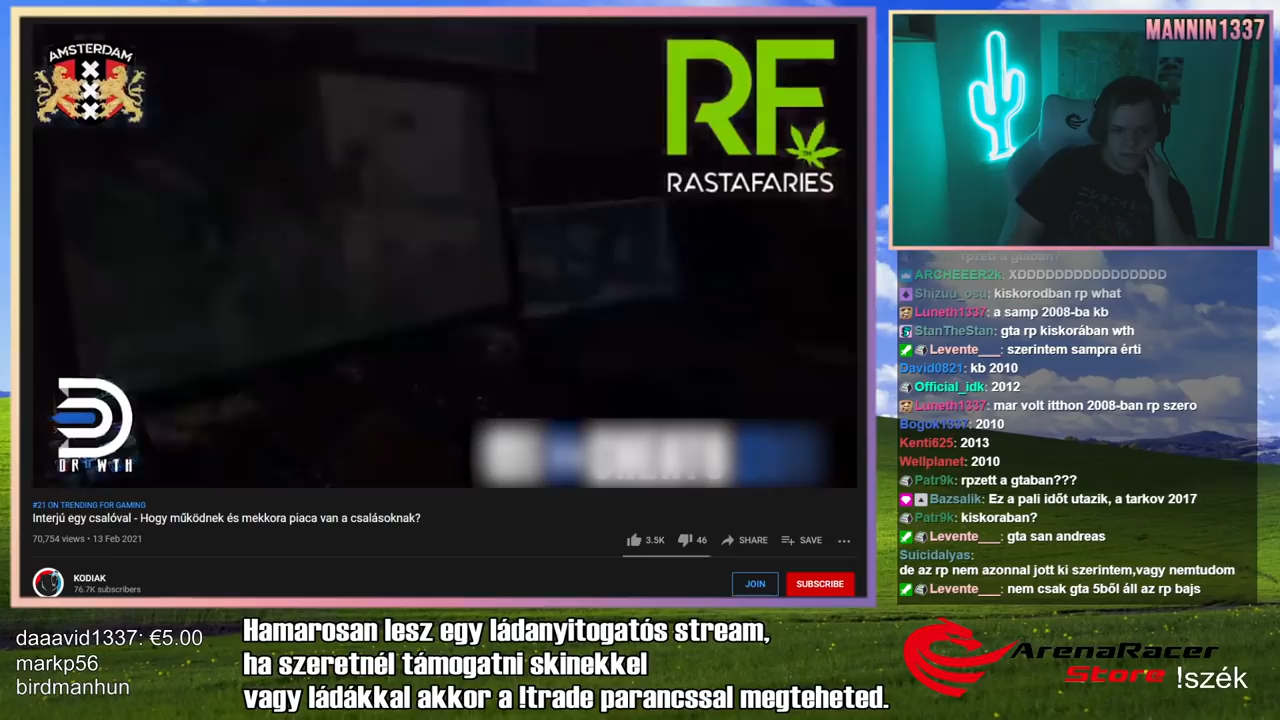 AMSTERDAM
RF
RASTAFARIES
GROWTH
#21 ON TRENDING FOR GAMING
Interjú egy csalóval - Hogy működnek és mekkora piaca van a csalásoknak?
70,754 views • 13 Feb 2021
3.5K 46 SHARE SAVE
KODIAK
76.7K subscribers
JOIN SUBSCRIBE
MANNIN1337
rpzett a gtaban?
ARCHEEER2k: XDDDDDDDDDDDDDDDDD
Shizuu_osu: kiskorodban rp what
Luneth1337: a samp 2008-ba kb
StanTheStan: gta rp kiskorában wth
Levente___: szerintem sampra érti
David0821: kb 2010
Official_idk: 2012
Luneth1337: mar volt itthon 2008-ban rp szero
Bogok1337: 2010
Kenti625: 2013
Wellplanet: 2010
Patr9k: rpzett a gtaban???
Bazsalik: Ez a pali időt utazik, a tarkov 2017
Patr9k: kiskoraban?
Levente___: gta san andreas
Suicidalyas:
de az rp nem azonnal jott ki szerintem,vagy nemtudom
Levente___: nem csak gta 5ből áll az rp bajs
daaavid1337: €5.00
markp56
birdmanhun
Hamarosan lesz egy ládanyitogatós stream,
ha szeretnél támogatni skinekkel
vagy ládákkal akkor a !trade paranccsal megteheted.
ArenaRacer
Store !szék